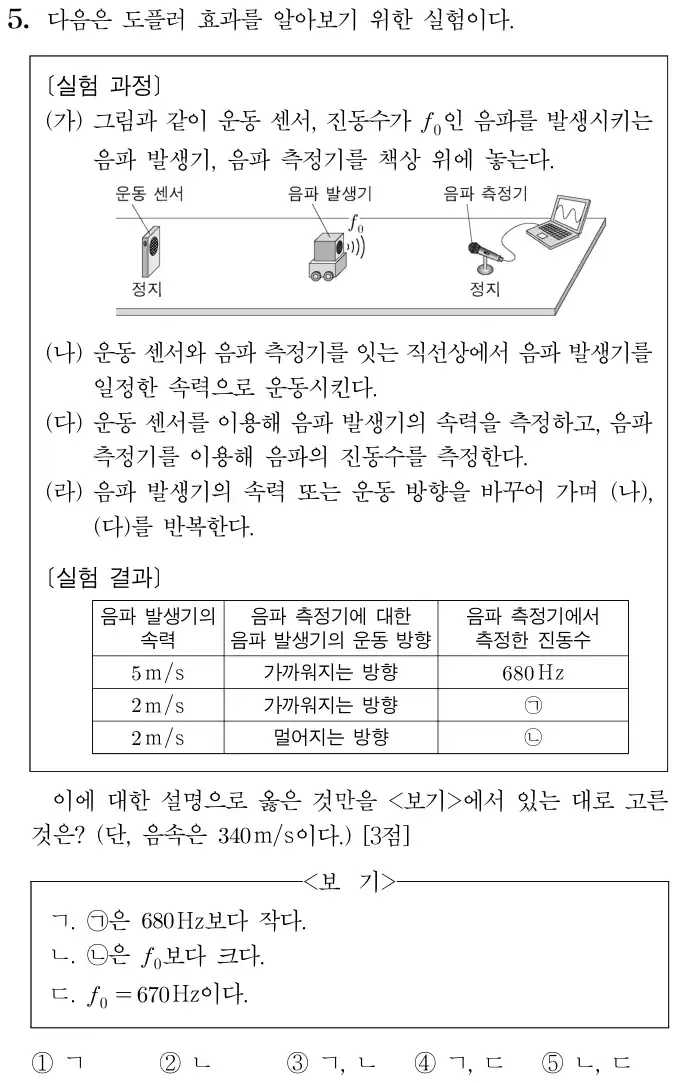 5. 다음은 도플러 효과를 알아보기 위한 실험이다.
〔실험 과정〕
(가) 그림과 같이 운동 센서, 진동수가 f₀인 음파를 발생시키는
음파 발생기, 음파 측정기를 책상 위에 놓는다.
운동 센서 음파 발생기 음파 측정기
f₀
정지 정지
(나) 운동 센서와 음파 측정기를 잇는 직선상에서 음파 발생기를
일정한 속력으로 운동시킨다.
(다) 운동 센서를 이용해 음파 발생기의 속력을 측정하고, 음파
측정기를 이용해 음파의 진동수를 측정한다.
(라) 음파 발생기의 속력 또는 운동 방향을 바꾸어 가며 (나),
(다)를 반복한다.
〔실험 결과〕
음파 발생기의 속력 음파 측정기에 대한 음파 발생기의 운동 방향 음파 측정기에서 측정한 진동수
5m/s 가까워지는 방향 680Hz
2m/s 가까워지는 방향 ㉠
2m/s 멀어지는 방향 ㉡
이에 대한 설명으로 옳은 것만을 <보기>에서 있는 대로 고른
것은? (단, 음속은 340m/s이다.) [3점]
<보 기>
ㄱ. ㉠은 680Hz보다 작다.
ㄴ. ㉡은 f₀보다 크다.
ㄷ. f₀ = 670Hz이다.
① ㄱ ② ㄴ ③ ㄱ, ㄴ ④ ㄱ, ㄷ ⑤ ㄴ, ㄷ